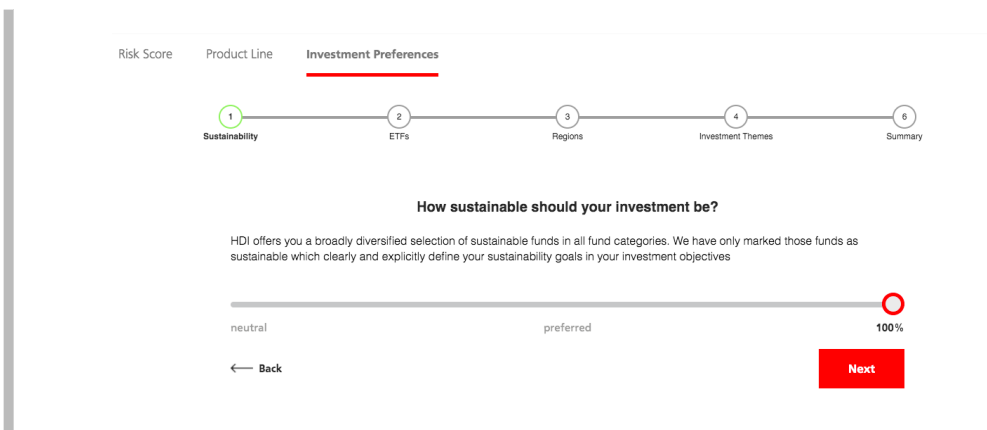 Risk Score Product Line Investment Preferences
1 2 3 4 6
Sustainability ETFs Regions Investment Themes Summary
How sustainable should your investment be?
HDI offers you a broadly diversified selection of sustainable funds in all fund categories. We have only marked those funds as
sustainable which clearly and explicitly define your sustainability goals in your investment objectives
neutral preferred 100%
Back Next